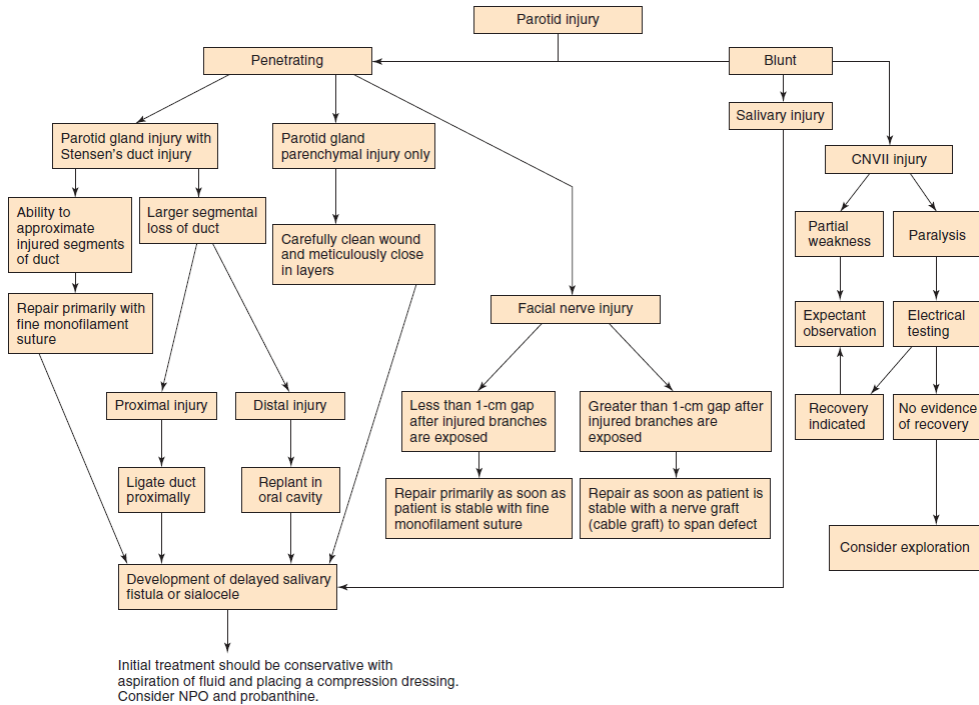 Parotid injury
Penetrating
Blunt
Salivary injury
Parotid gland injury with
Stensen's duct injury
Parotid gland
parenchymal injury only
CNVII injury
Ability to
approximate
injured segments
of duct
Larger segmental
loss of duct
Carefully clean wound
and meticulously close
in layers
Partial
weakness
Paralysis
Repair primarily with
fine monofilament
suture
Facial nerve injury
Expectant
observation
Electrical
testing
Proximal injury
Distal injury
Less than 1-cm gap
after injured branches
are exposed
Greater than 1-cm gap after
injured branches are
exposed
Recovery
indicated
No evidence
of recovery
Ligate duct
proximally
Replant in
oral cavity
Repair primarily as soon as
patient is stable with fine
monofilament suture
Repair as soon as patient is
stable with a nerve graft
(cable graft) to span defect
Consider exploration
Development of delayed salivary
fistula or sialocele
Initial treatment should be conservative with
aspiration of fluid and placing a compression dressing.
Consider NPO and probanthine.